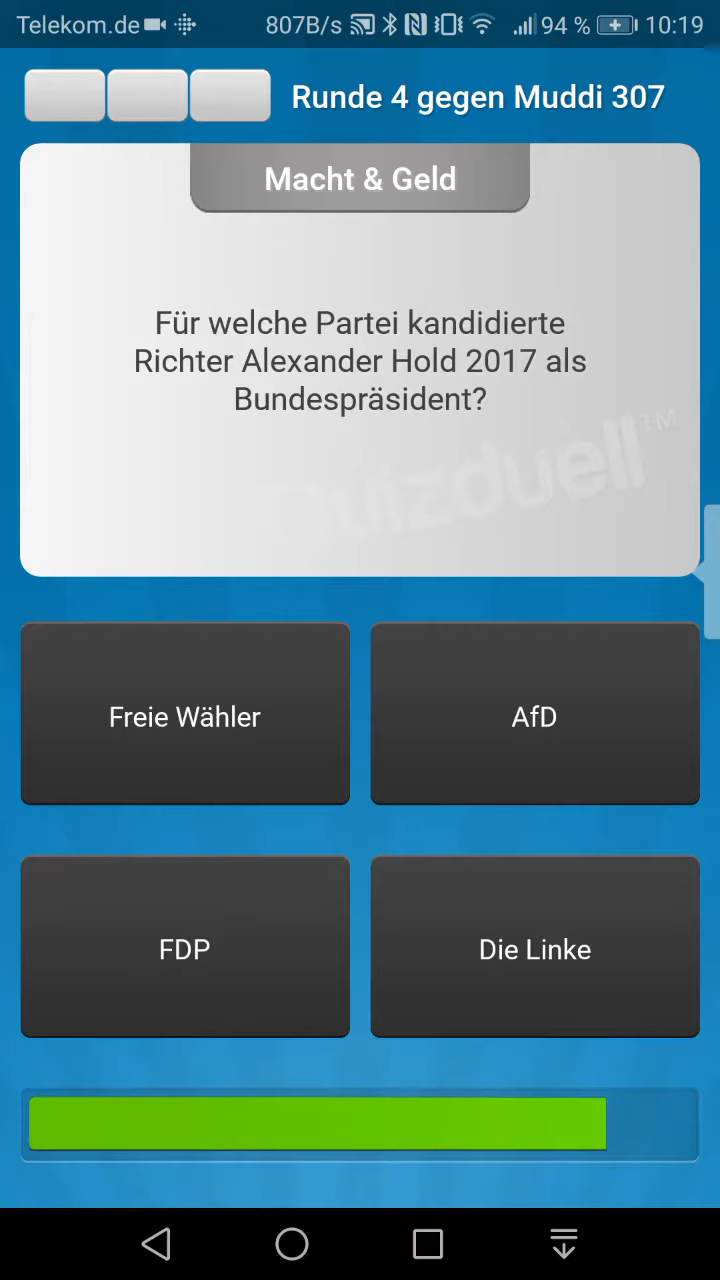 Telekom.de 807B/s 94 % 10:19
Runde 4 gegen Muddi 307
Macht & Geld
Für welche Partei kandidierte
Richter Alexander Hold 2017 als
Bundespräsident?
Quizduell™
Freie Wähler
AfD
FDP
Die Linke